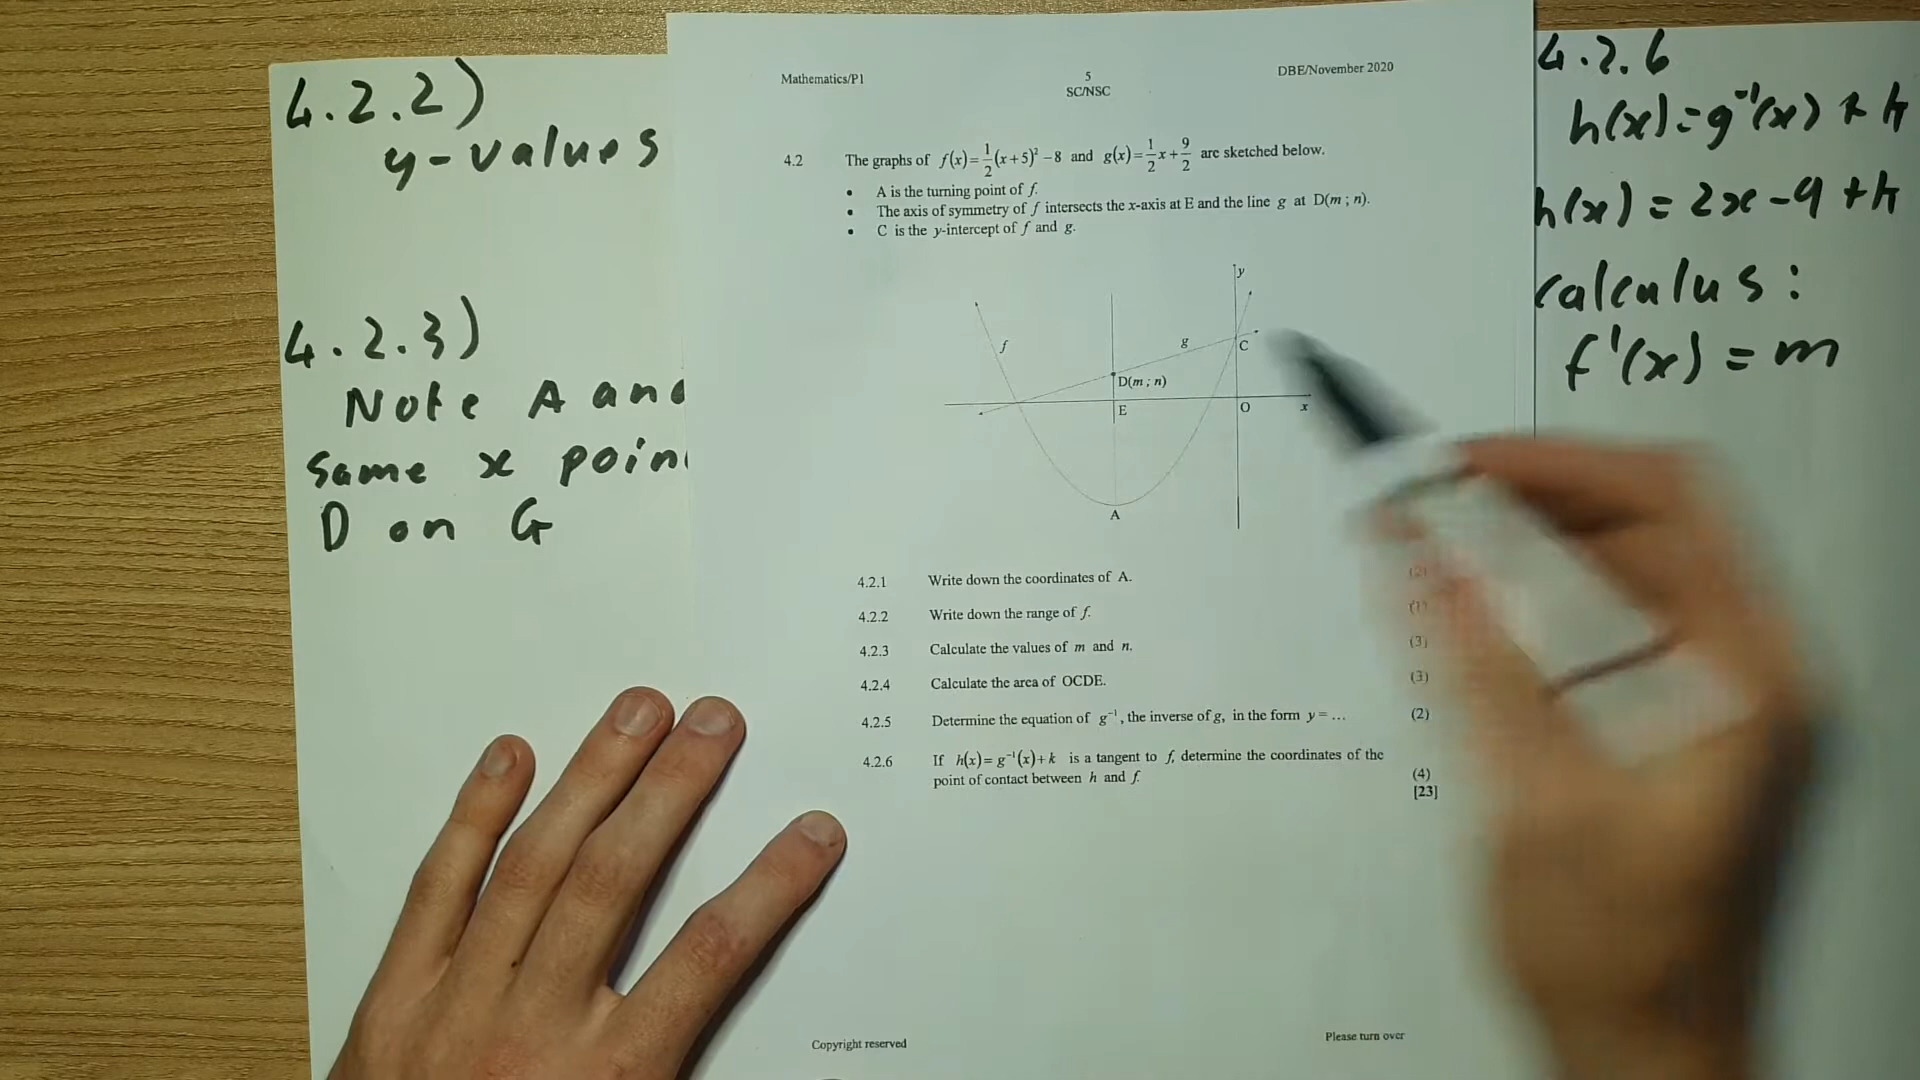 4.2.2)
y-values
4.2.3)
Note A and
same x poin
D on G
Mathematics/P1
5
SC/NSC
DBE/November 2020
4.2 The graphs of f(x)=1/2(x+5)²−8 and g(x)=1/2x+9/2 are sketched below.
• A is the turning point of f.
• The axis of symmetry of f intersects the x-axis at E and the line g at D(m ; n).
• C is the y-intercept of f and g.
y
f
g
C
D(m ; n)
E
O
x
A
4.2.1 Write down the coordinates of A. (2)
4.2.2 Write down the range of f. (1)
4.2.3 Calculate the values of m and n. (3)
4.2.4 Calculate the area of OCDE. (3)
4.2.5 Determine the equation of g⁻¹, the inverse of g, in the form y = … (2)
4.2.6 If h(x)= g⁻¹(x)+k is a tangent to f, determine the coordinates of the
point of contact between h and f. (4)
[23]
Copyright reserved
Please turn over
4.2.6
h(x)=g⁻¹(x) + k
h(x) = 2x-9+k
calculus:
f'(x) = m